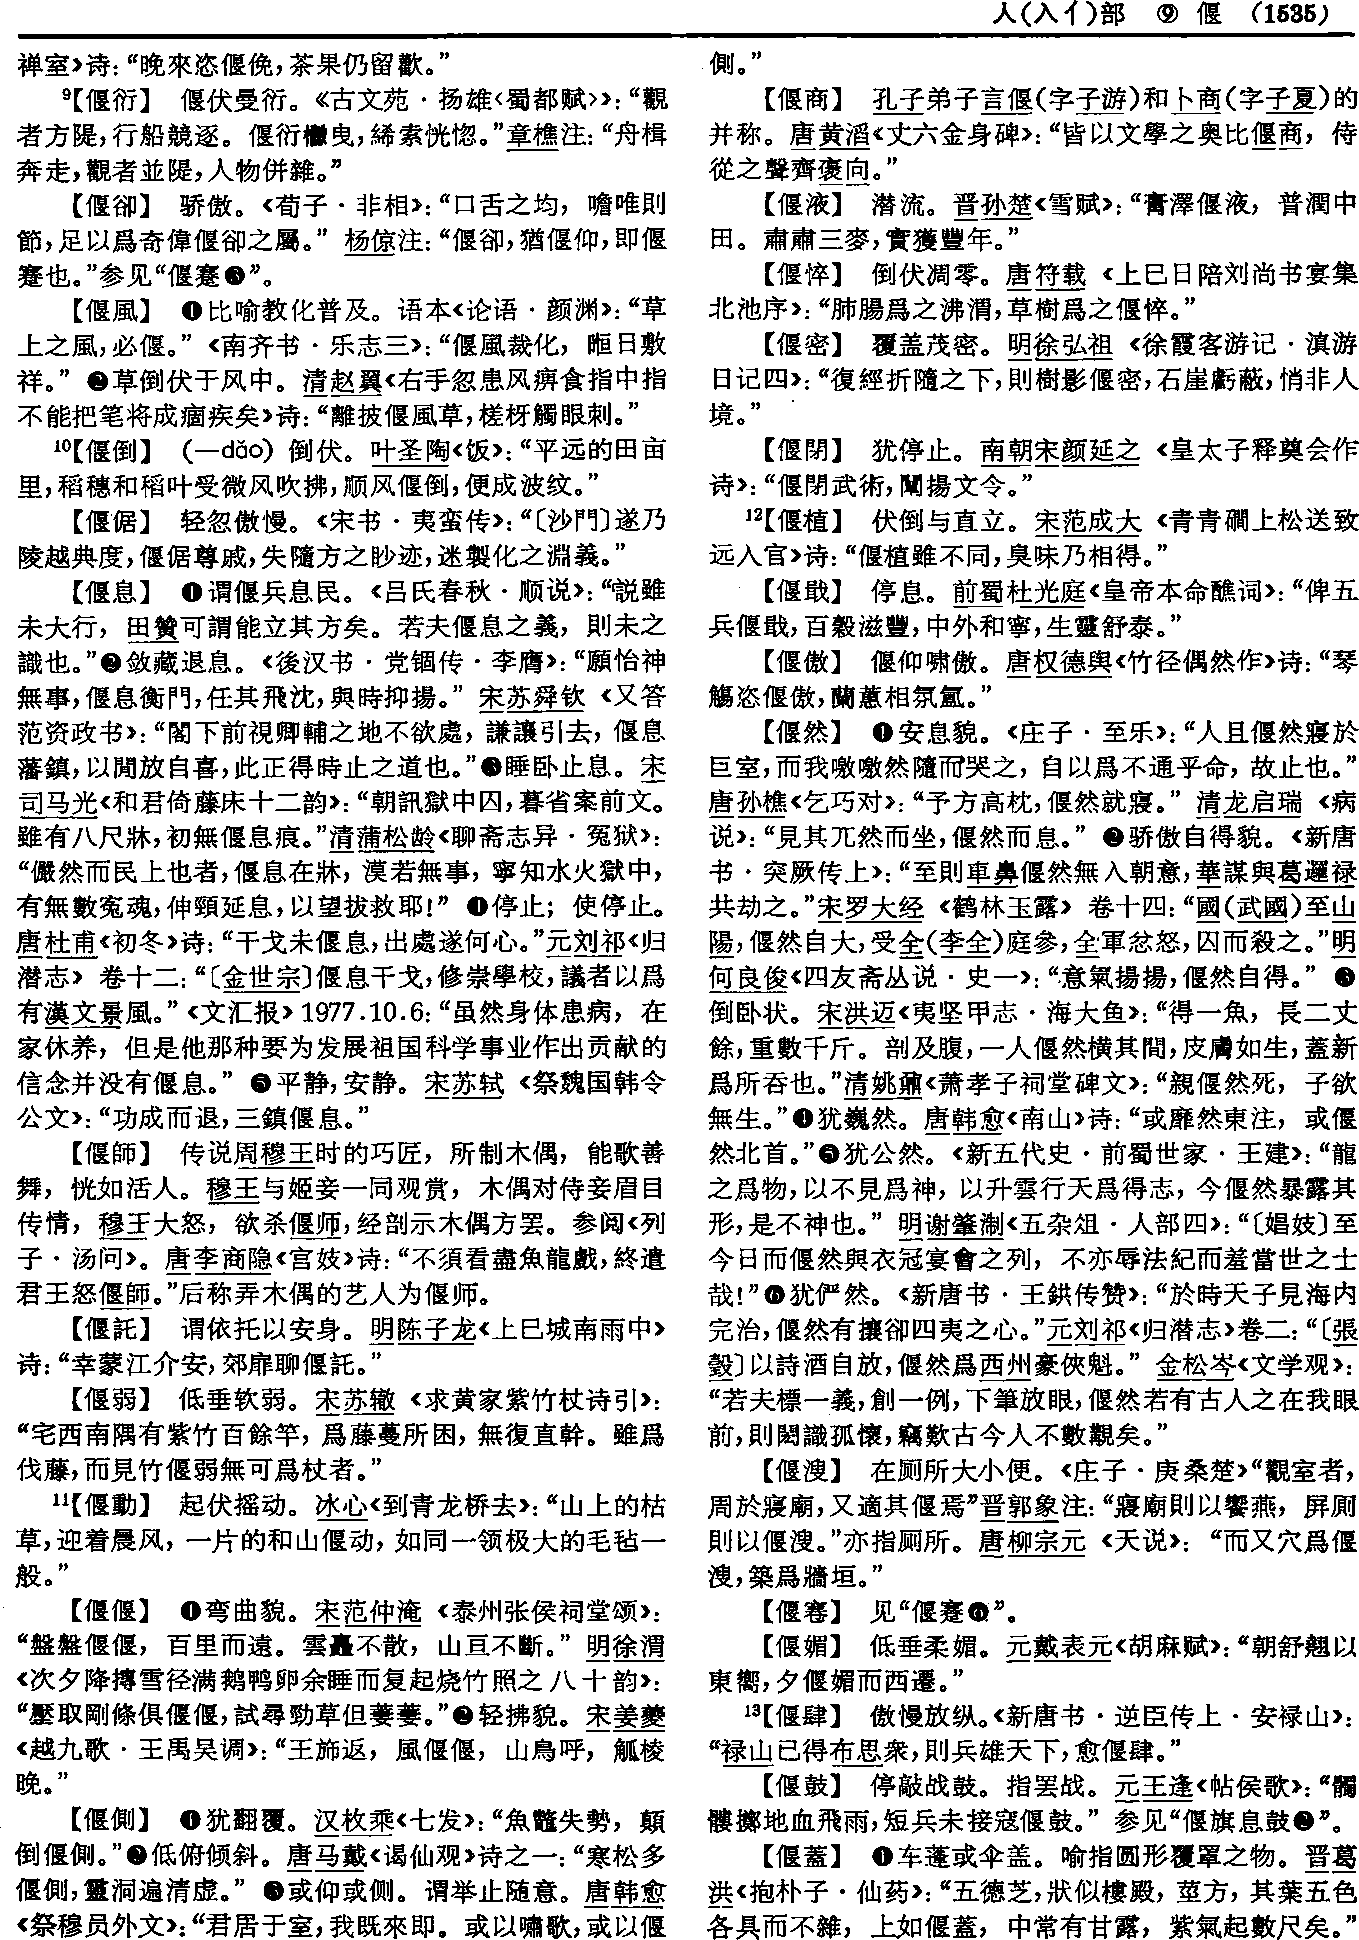 人(入亻)部 ⑨ 偃 (1535)
禅室》诗：“晚來恣偃俛，茶果仍留歡。”
⁹【偃衍】 偃伏曼衍。《古文苑·扬雄〈蜀都赋〉》：“觀
者方隄，行船競逐。偃衍㯿曳，絺索恍惚。”章樵注：“舟楫
奔走，觀者並隄，人物併雜。”
【偃卻】 骄傲。《荀子·非相》：“口舌之均，噡唯則
節，足以爲奇偉偃卻之屬。” 杨倞注：“偃卻，猶偃仰，即偃
蹇也。”参见“偃蹇❸”。
【偃風】 ❶比喻教化普及。语本《论语·颜渊》：“草
上之風，必偃。”《南齐书·乐志三》：“偃風裁化，暅日敷
祥。” ❷草倒伏于风中。清赵翼《右手忽患风痹食指中指
不能把笔将成痼疾矣》诗：“離披偃風草，槎枒觸眼刺。”
¹⁰【偃倒】 (—dǎo) 倒伏。叶圣陶《饭》：“平远的田亩
里，稻穗和稻叶受微风吹拂，顺风偃倒，便成波纹。”
【偃倨】 轻忽傲慢。《宋书·夷蛮传》：“〔沙門〕遂乃
陵越典度，偃倨尊戚，失隨方之眇迹，迷製化之淵義。”
【偃息】 ❶谓偃兵息民。《吕氏春秋·顺说》：“説雖
未大行，田贊可謂能立其方矣。若夫偃息之義，則未之
識也。”❷敛藏退息。《後汉书·党锢传·李膺》：“願怡神
無事，偃息衡門，任其飛沈，與時抑揚。” 宋苏舜钦《又答
范资政书》：“閣下前視卿輔之地不欲處，謙讓引去，偃息
藩鎮，以閒放自喜，此正得時止之道也。”❸睡卧止息。宋
司马光《和君倚藤床十二韵》：“朝訊獄中囚，暮省案前文。
雖有八尺牀，初無偃息痕。”清蒲松龄《聊斋志异·冤狱》：
“儼然而民上也者，偃息在牀，漠若無事，寧知水火獄中，
有無數冤魂，伸頸延息，以望拔救耶！” ❹停止；使停止。
唐杜甫《初冬》诗：“干戈未偃息，出處遂何心。”元刘祁《归
潜志》卷十二：“〔金世宗〕偃息干戈，修崇學校，議者以爲
有漢文景風。”《文汇报》1977.10.6：“虽然身体患病，在
家休养，但是他那种要为发展祖国科学事业作出贡献的
信念并没有偃息。” ❺平静，安静。宋苏轼《祭魏国韩令
公文》：“功成而退，三鎮偃息。”
【偃師】 传说周穆王时的巧匠，所制木偶，能歌善
舞，恍如活人。穆王与姬妾一同观赏，木偶对侍妾眉目
传情，穆王大怒，欲杀偃师，经剖示木偶方罢。参阅《列
子·汤问》。唐李商隐《宫妓》诗：“不須看盡魚龍戲，終遣
君王怒偃師。”后称弄木偶的艺人为偃师。
【偃託】 谓依托以安身。明陈子龙《上巳城南雨中》
诗：“幸蒙江介安，郊扉聊偃託。”
【偃弱】 低垂软弱。宋苏辙《求黄家紫竹杖诗引》：
“宅西南隅有紫竹百餘竿，爲藤蔓所困，無復直幹。雖爲
伐藤，而見竹偃弱無可爲杖者。”
¹¹【偃動】 起伏摇动。冰心《到青龙桥去》：“山上的枯
草，迎着晨风，一片的和山偃动，如同一领极大的毛毡一
般。”
【偃偃】 ❶弯曲貌。宋范仲淹《泰州张侯祠堂颂》：
“盤盤偃偃，百里而遠。雲矗不散，山亘不斷。” 明徐渭
《次夕降摶雪径满鹅鸭卵余睡而复起烧竹照之八十韵》：
“壓取剛條俱偃偃，試尋勁草但萋萋。”❷轻拂貌。宋姜夔
《越九歌·王禹吴调》：“王旆返，風偃偃，山鳥呼，觚棱
晚。”
【偃側】 ❶犹翻覆。汉枚乘《七发》：“魚鼈失勢，顛
倒偃側。”❷低俯倾斜。唐马戴《谒仙观》诗之一：“寒松多
偃側，靈洞遍清虚。” ❸或仰或侧。谓举止随意。唐韩愈
《祭穆员外文》：“君居于室，我既來即。或以嘯歌，或以偃
側。”
【偃商】 孔子弟子言偃(字子游)和卜商(字子夏)的
并称。唐黄滔《丈六金身碑》：“皆以文學之奥比偃商，侍
從之聲齊褒向。”
【偃液】 潜流。晋孙楚《雪赋》：“膏澤偃液，普潤中
田。肅肅三麥，實獲豐年。”
【偃悴】 倒伏凋零。唐符载《上巳日陪刘尚书宴集
北池序》：“肺腸爲之沸渭，草樹爲之偃悴。”
【偃密】 覆盖茂密。明徐弘祖《徐霞客游记·滇游
日记四》：“復經折隨之下，則樹影偃密，石崖虧蔽，悄非人
境。”
【偃閉】 犹停止。南朝宋颜延之《皇太子释奠会作
诗》：“偃閉武術，闡揚文令。”
¹²【偃植】 伏倒与直立。宋范成大《青青磵上松送致
远入官》诗：“偃植雖不同，臭味乃相得。”
【偃戢】 停息。前蜀杜光庭《皇帝本命醮词》：“俾五
兵偃戢，百穀滋豐，中外和寧，生靈舒泰。”
【偃傲】 偃仰啸傲。唐权德舆《竹径偶然作》诗：“琴
觴恣偃傲，蘭蕙相氛氳。”
【偃然】 ❶安息貌。《庄子·至乐》：“人且偃然寢於
巨室，而我噭噭然隨而哭之，自以爲不通乎命，故止也。”
唐孙樵《乞巧对》：“予方高枕，偃然就寢。” 清龙启瑞《病
说》：“見其兀然而坐，偃然而息。” ❷骄傲自得貌。《新唐
书·突厥传上》：“至則車鼻偃然無入朝意，華謀與葛邏禄
共劫之。”宋罗大经《鹤林玉露》卷十四：“國(武國)至山
陽，偃然自大，受全(李全)庭參，全軍忿怒，囚而殺之。”明
何良俊《四友斋丛说·史一》：“意氣揚揚，偃然自得。” ❸
倒卧状。宋洪迈《夷坚甲志·海大鱼》：“得一魚，長二丈
餘，重數千斤。剖及腹，一人偃然横其間，皮膚如生，蓋新
爲所吞也。”清姚鼐《萧孝子祠堂碑文》：“親偃然死，子欲
無生。”❹犹巍然。唐韩愈《南山》诗：“或靡然東注，或偃
然北首。”❺犹公然。《新五代史·前蜀世家·王建》：“龍
之爲物，以不見爲神，以升雲行天爲得志，今偃然暴露其
形，是不神也。” 明谢肇淛《五杂俎·人部四》：“〔娼妓〕至
今日而偃然與衣冠宴會之列，不亦辱法紀而羞當世之士
哉！”❻犹俨然。《新唐书·王鉷传赞》：“於時天子見海内
完治，偃然有攘卻四夷之心。”元刘祁《归潜志》卷二：“〔張
瑴〕以詩酒自放，偃然爲西州豪俠魁。” 金松岑《文学观》：
“若夫標一義，創一例，下筆放眼，偃然若有古人之在我眼
前，則閎識孤懷，竊歎古今人不數覯矣。”
【偃溲】 在厕所大小便。《庄子·庚桑楚》“觀室者，
周於寢廟，又適其偃焉”晋郭象注：“寢廟則以饗燕，屏厠
則以偃溲。”亦指厕所。唐柳宗元《天说》：“而又穴爲偃
溲，築爲牆垣。”
【偃寋】 见“偃蹇❻”。
【偃媚】 低垂柔媚。元戴表元《胡麻赋》：“朝舒翹以
東嚮，夕偃媚而西遷。”
¹³【偃肆】 傲慢放纵。《新唐书·逆臣传上·安禄山》：
“禄山已得布思衆，則兵雄天下，愈偃肆。”
【偃鼓】 停敲战鼓。指罢战。元王逢《帖侯歌》：“髑
髏擲地血飛雨，短兵未接寇偃鼓。” 参见“偃旗息鼓❷”。
【偃蓋】 ❶车蓬或伞盖。喻指圆形覆罩之物。晋葛
洪《抱朴子·仙药》：“五德芝，狀似樓殿，莖方，其葉五色
各具而不雜，上如偃蓋，中常有甘露，紫氣起數尺矣。”